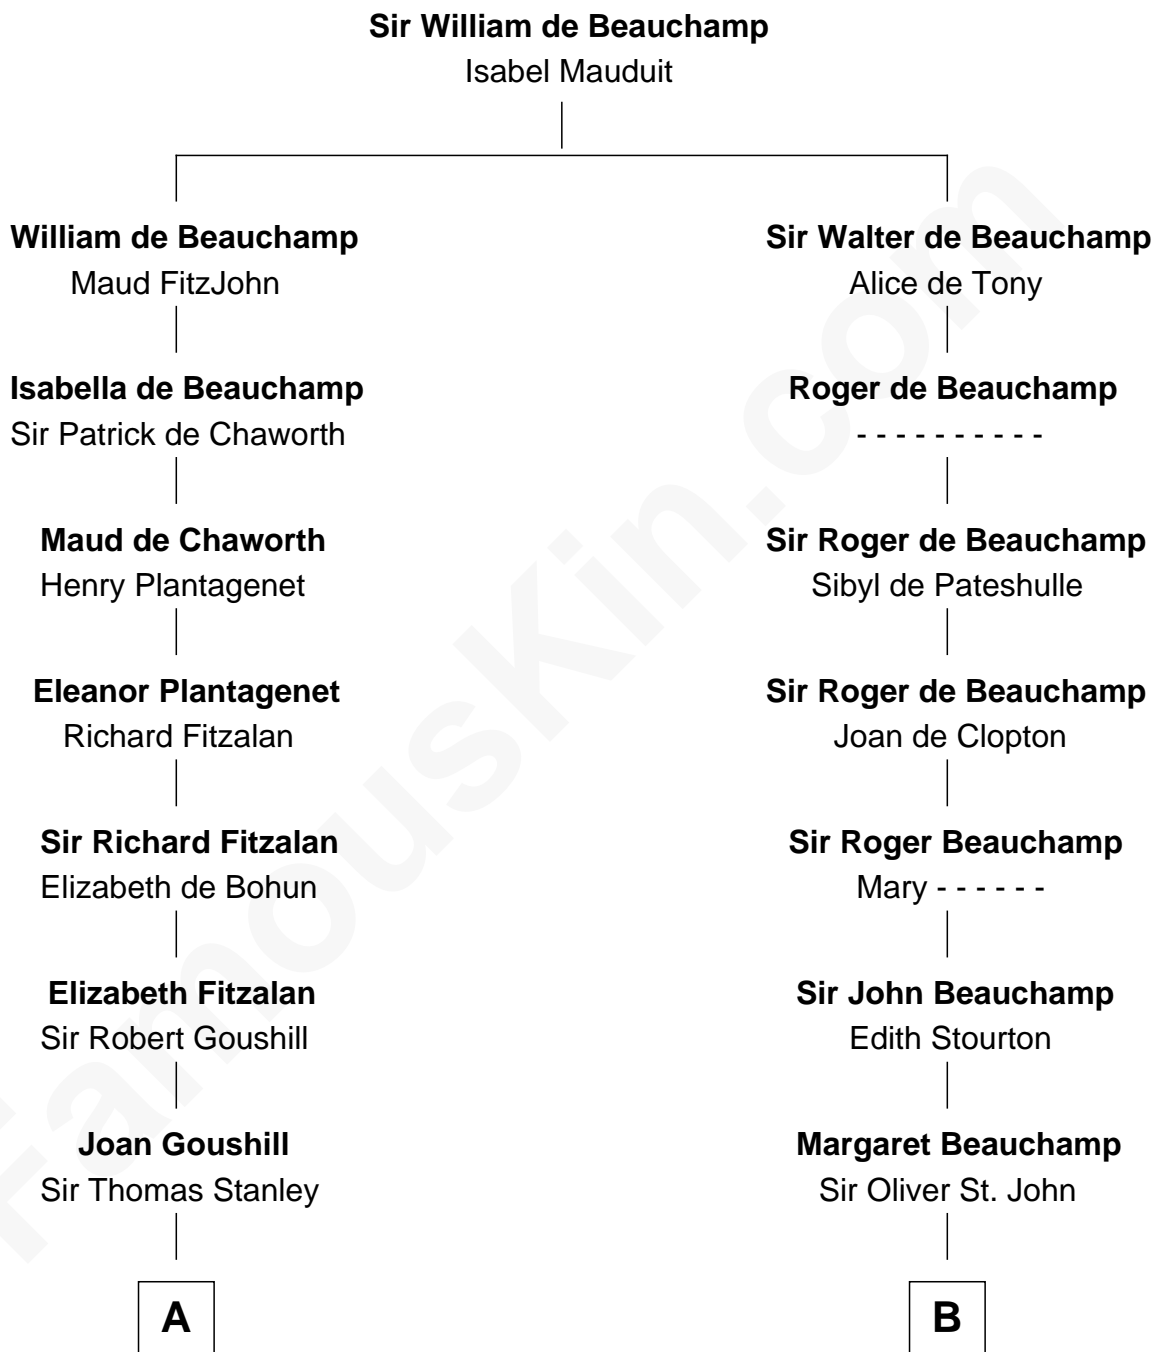 Sir William de Beauchamp
Isabel Mauduit
William de Beauchamp
Maud FitzJohn
Sir Walter de Beauchamp
Alice de Tony
Isabella de Beauchamp
Sir Patrick de Chaworth
Roger de Beauchamp
- - - - - - - - - -
Maud de Chaworth
Henry Plantagenet
Sir Roger de Beauchamp
Sibyl de Pateshulle
Eleanor Plantagenet
Richard Fitzalan
Sir Roger de Beauchamp
Joan de Clopton
Sir Richard Fitzalan
Elizabeth de Bohun
Sir Roger Beauchamp
Mary - - - - - -
Elizabeth Fitzalan
Sir Robert Goushill
Sir John Beauchamp
Edith Stourton
Joan Goushill
Sir Thomas Stanley
Margaret Beauchamp
Sir Oliver St. John
A
B
FamousKin.com